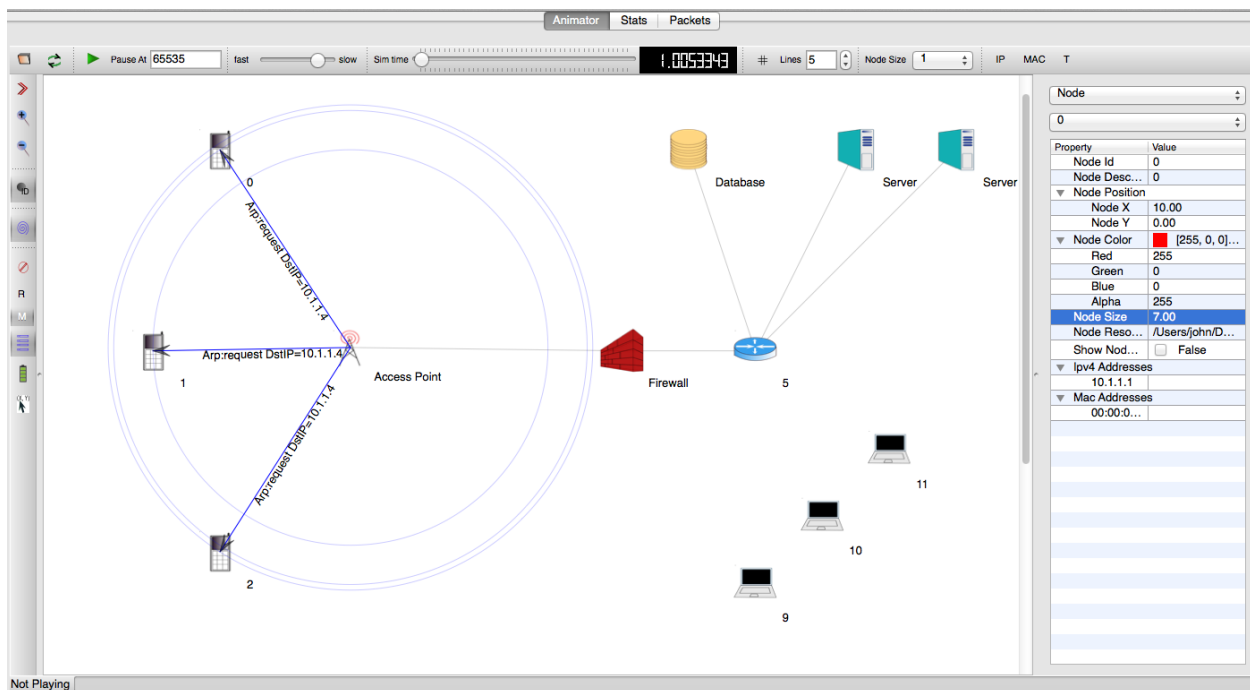 Animator Stats Packets
Pause At 65535 fast slow Sim time 1.0053343 # Lines 5 Node Size 1 IP MAC T
ID
R
M
(X, Y)
0
Arp:request DstIP=10.1.1.4
1
Arp:request DstIP=10.1.1.4
Access Point
Arp:request DstIP=10.1.1.4
2
Database
Server
Server
Firewall
5
11
10
9
Node
0
Property Value
Node Id 0
Node Desc... 0
Node Position
Node X 10.00
Node Y 0.00
Node Color [255, 0, 0]...
Red 255
Green 0
Blue 0
Alpha 255
Node Size 7.00
Node Reso... /Users/john/D...
Show Nod... False
Ipv4 Addresses
10.1.1.1
Mac Addresses
00:00:0...
Not Playing